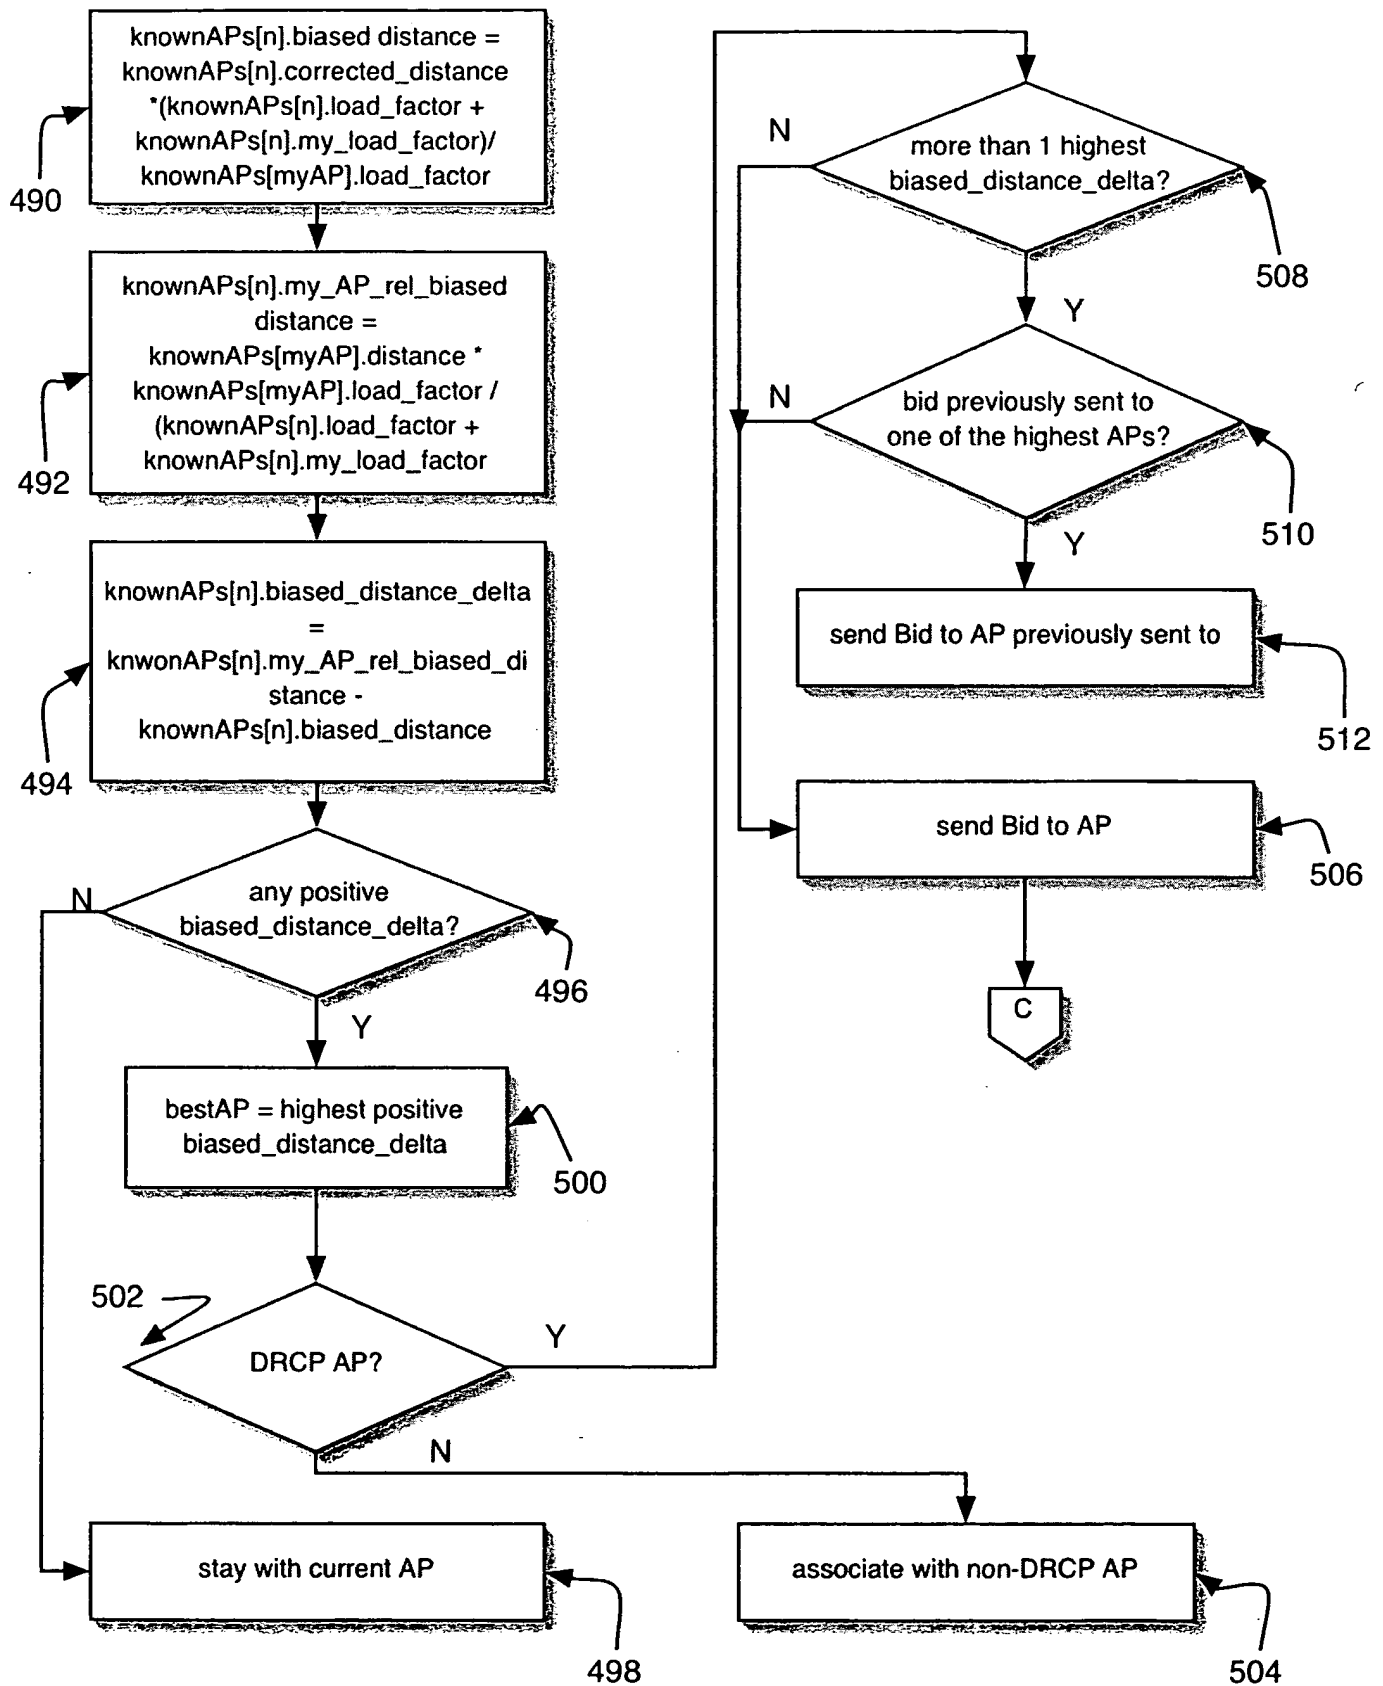 knownAPs[n].biased distance =
knownAPs[n].corrected_distance
*(knownAPs[n].load_factor +
knownAPs[n].my_load_factor)/
knownAPs[myAP].load_factor
490
knownAPs[n].my_AP_rel_biased
distance =
knownAPs[myAP].distance *
knownAPs[myAP].load_factor /
(knownAPs[n].load_factor +
knownAPs[n].my_load_factor
492
knownAPs[n].biased_distance_delta
=
knwonAPs[n].my_AP_rel_biased_di
stance -
knownAPs[n].biased_distance
494
any positive
biased_distance_delta?
N
496
Y
bestAP = highest positive
biased_distance_delta
500
502
DRCP AP?
Y
N
stay with current AP
498
associate with non-DRCP AP
504
N
more than 1 highest
biased_distance_delta?
508
Y
N
bid previously sent to
one of the highest APs?
510
Y
send Bid to AP previously sent to
512
send Bid to AP
506
C